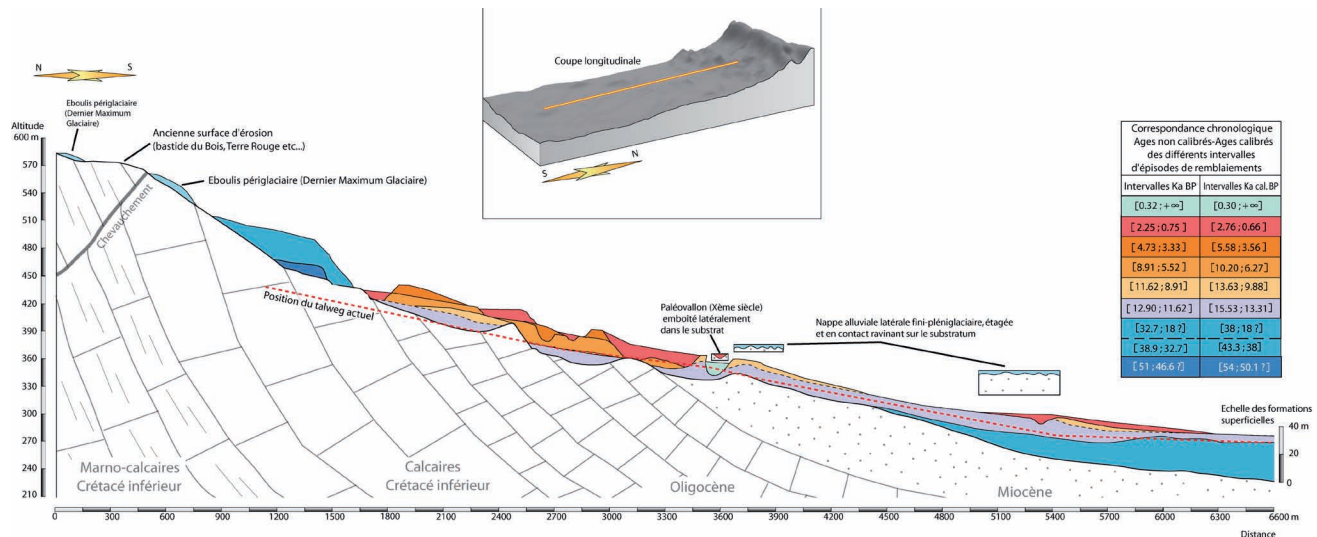 N
S
Eboulis périglaciaire
(Dernier Maximum
Glaciaire)
Altitude
600 m
570
540
510
480
450
420
390
360
330
300
270
240
210
Ancienne surface d'érosion
(bastide du Bois, Terre Rouge etc...)
Eboulis périglaciaire (Dernier Maximum Glaciaire)
Chevauchement
Position du talweg actuel
Coupe longitudinale
S
N
Paléovallon (Xème siècle)
emboîté latéralement
dans le substrat
Nappe alluviale latérale fini-pléniglaciaire, étagée
et en contact ravinant sur le substratum
Correspondance chronologique
Ages non calibrés-Ages calibrés
des différents intervalles
d'épisodes de remblaiements
Intervalles Ka BP Intervalles Ka cal. BP
[0.32 ; +∞] [0.30 ; +∞]
[2.25 ; 0.75] [2.76 ; 0.66]
[4.73 ; 3.33] [5.58 ; 3.56]
[8.91 ; 5.52] [10.20 ; 6.27]
[11.62 ; 8.91] [13.63 ; 9.88]
[12.90 ; 11.62] [15.53 ; 13.31]
[32.7 ; 18 ?] [38 ; 18 ?]
[38.9 ; 32.7] [43.3 ; 38]
[51 ; 46.6 ?] [54 ; 50.1 ?]
Echelle des formations
superficielles
40 m
20
0
Marno-calcaires
Crétacé inférieur
Calcaires
Crétacé inférieur
Oligocène
Miocène
0 300 600 900 1200 1500 1800 2100 2400 2700 3000 3300 3600 3900 4200 4500 4800 5100 5400 5700 6000 6300 6600 m
Distance